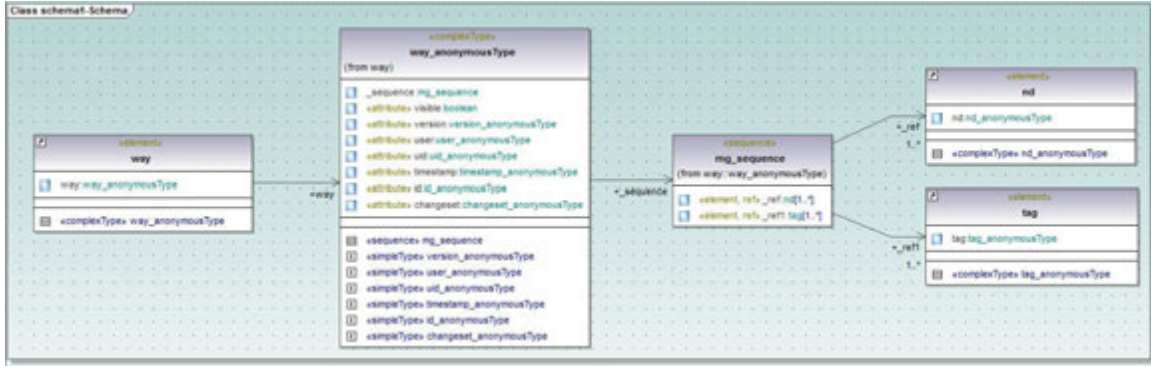 Class schema1-Schema
«element»
way
way:way_anonymousType
«complexType» way_anonymousType
+way
«complexType»
way_anonymousType
(from way)
_sequence:mg_sequence
«attribute» visible:boolean
«attribute» version:version_anonymousType
«attribute» user:user_anonymousType
«attribute» uid:uid_anonymousType
«attribute» timestamp:timestamp_anonymousType
«attribute» id:id_anonymousType
«attribute» changeset:changeset_anonymousType
«sequence» mg_sequence
«simpleType» version_anonymousType
«simpleType» user_anonymousType
«simpleType» uid_anonymousType
«simpleType» timestamp_anonymousType
«simpleType» id_anonymousType
«simpleType» changeset_anonymousType
+_sequence
«sequence»
mg_sequence
(from way::way_anonymousType)
«element, ref» _ref:nd[1..*]
«element, ref» _ref1:tag[1..*]
+_ref
1..*
«element»
nd
nd:nd_anonymousType
«complexType» nd_anonymousType
+_ref1
1..*
«element»
tag
tag:tag_anonymousType
«complexType» tag_anonymousType